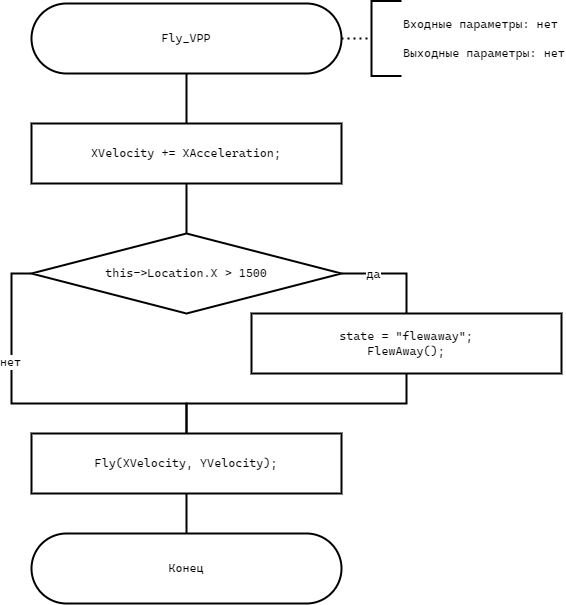 Fly_VPP
Входные параметры: нет
Выходные параметры: нет
XVelocity += XAcceleration;
this->Location.X > 1500
да
state = "flewaway";
FlewAway();
нет
Fly(XVelocity, YVelocity);
Конец